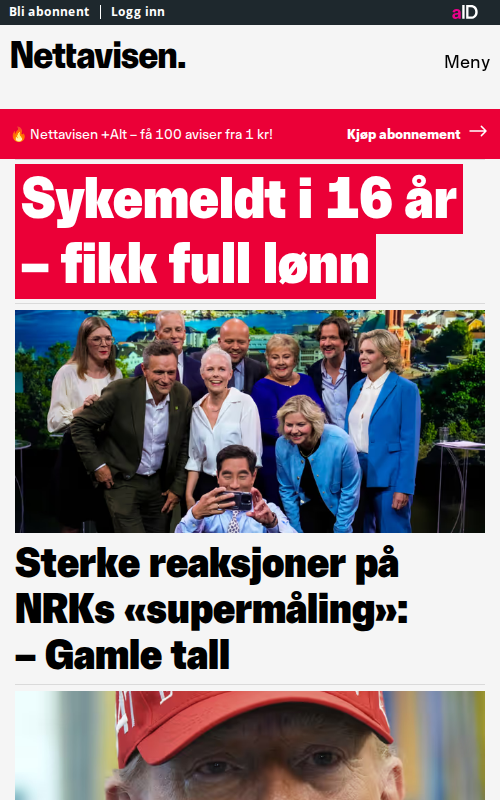 Bli abonnent | Logg inn
aID
Nettavisen.
Meny
🔥 Nettavisen +Alt – få 100 aviser fra 1 kr!
Kjøp abonnement →
Sykemeldt i 16 år
– fikk full lønn
Sterke reaksjoner på
NRKs «supermåling»:
– Gamle tall